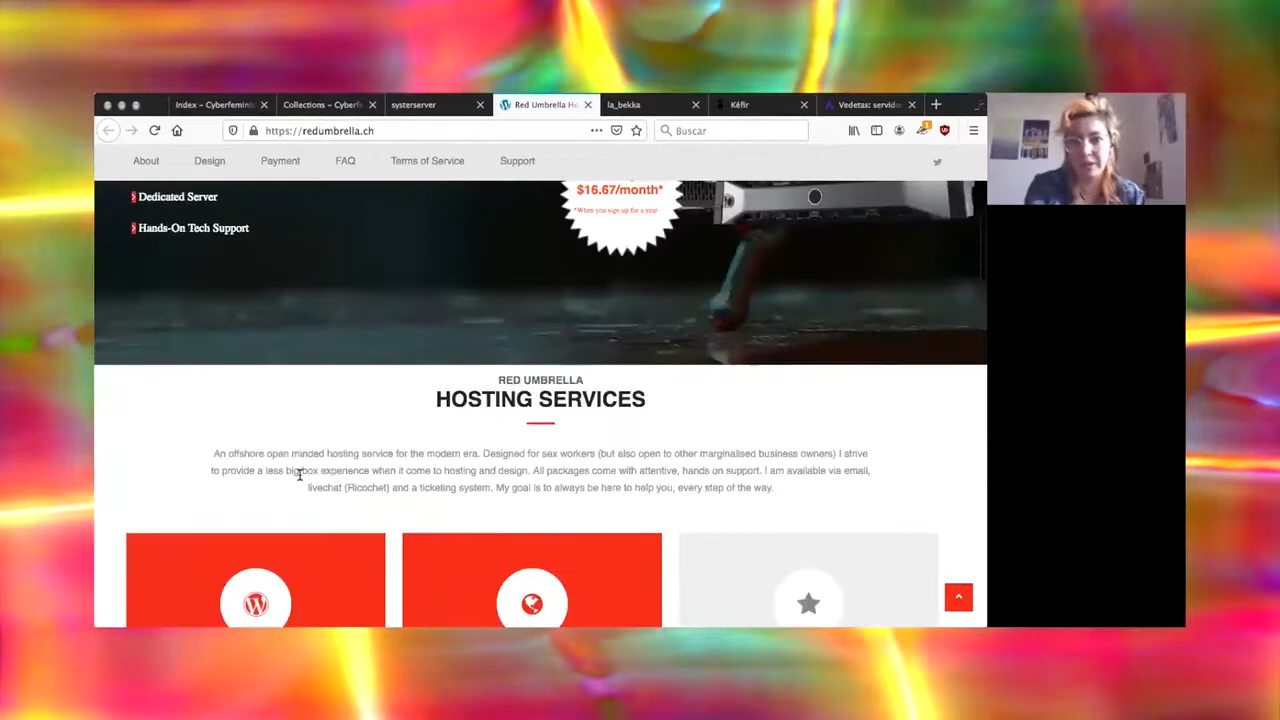 Index – Cyberfeminis
Collections – Cyberfe
systerserver
Red Umbrella Ho
la_bekka
Kéfir
Vedetas: servido
https://redumbrella.ch
Buscar
About
Design
Payment
FAQ
Terms of Service
Support
Dedicated Server
Hands-On Tech Support
$16.67/month*
*When you sign up for a year
RED UMBRELLA
HOSTING SERVICES
An offshore open minded hosting service for the modern era. Designed for sex workers (but also open to other marginalised business owners) I strive
to provide a less bigbox experience when it come to hosting and design. All packages come with attentive, hands on support. I am available via email,
livechat (Ricochet) and a ticketing system. My goal is to always be here to help you, every step of the way.